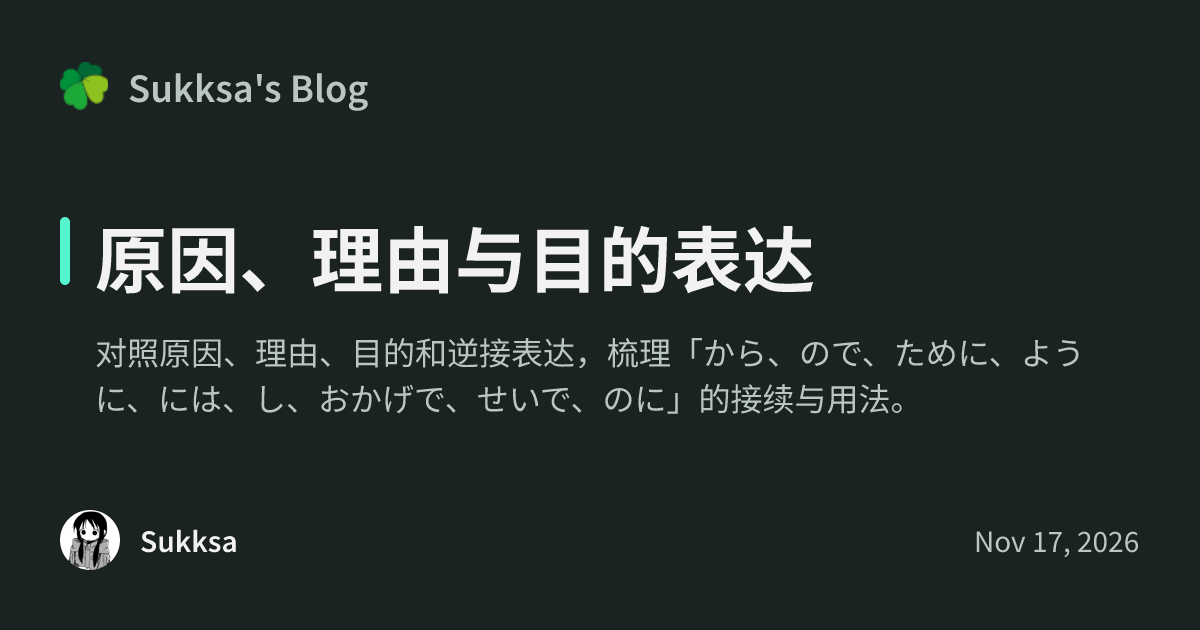 Sukksa's Blog
原因、理由与目的表达
对照原因、理由、目的和逆接表达，梳理「から、ので、ために、よう
に、には、し、おかげで、せいで、のに」的接续与用法。
Sukksa
Nov 17, 2026